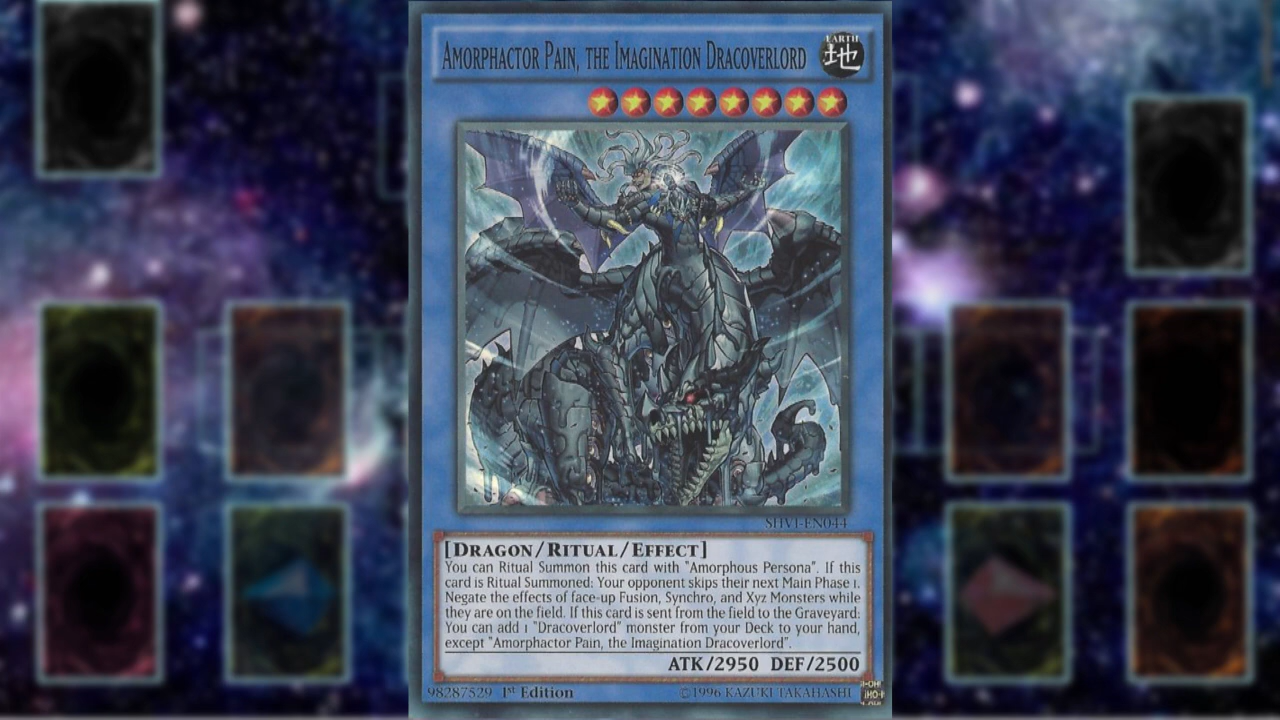 AMORPHACTOR PAIN, THE IMAGINATION DRACOVERLORD
EARTH
地
SHVI-EN044
[DRAGON/RITUAL/EFFECT]
You can Ritual Summon this card with "Amorphous Persona". If this
card is Ritual Summoned: Your opponent skips their next Main Phase 1.
Negate the effects of face-up Fusion, Synchro, and Xyz Monsters while
they are on the field. If this card is sent from the field to the Graveyard:
You can add 1 "Dracoverlord" monster from your Deck to your hand,
except "Amorphactor Pain, the Imagination Dracoverlord".
ATK/2950 DEF/2500
98287529 1st Edition ©1996 KAZUKI TAKAHASHI